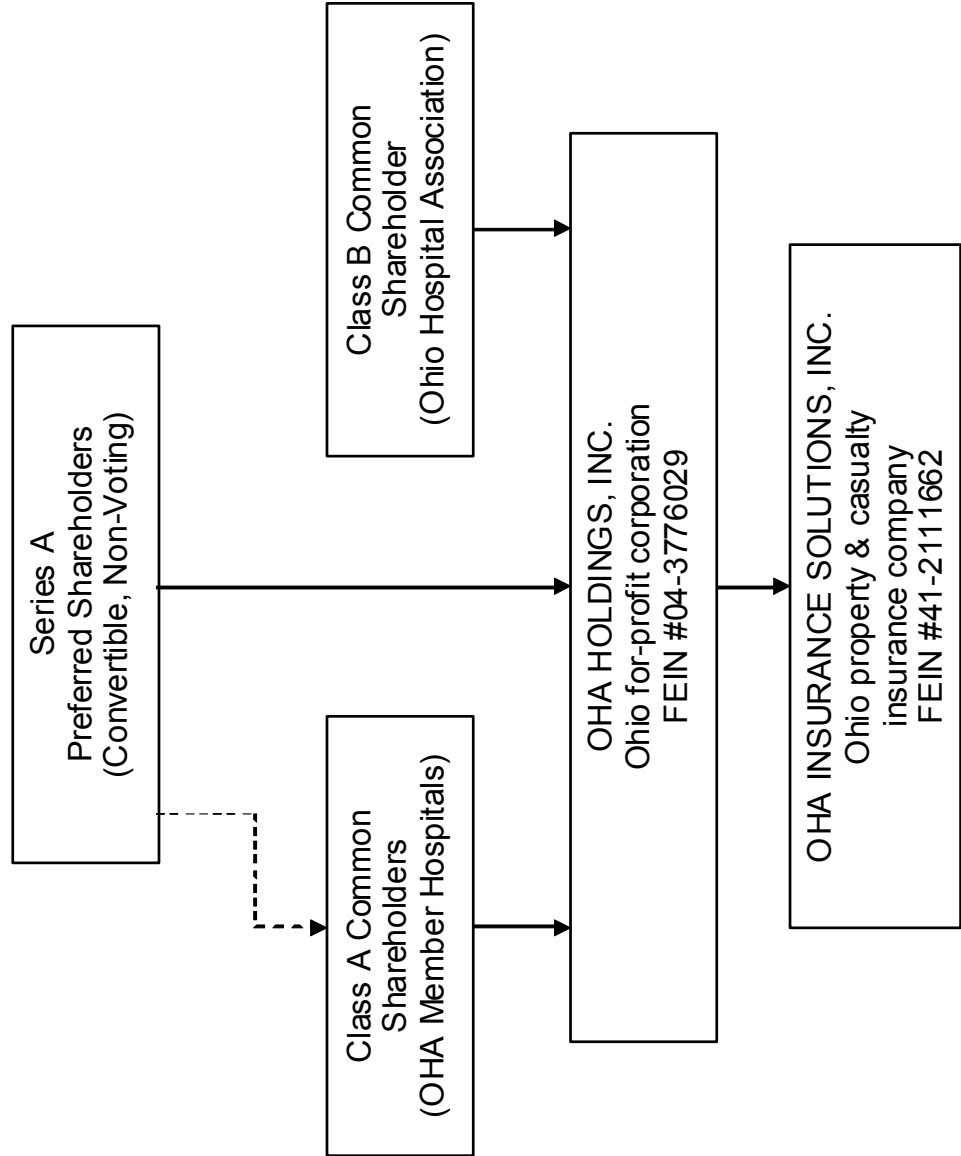 Series A
Preferred Shareholders
(Convertible, Non-Voting)
Class A Common
Shareholders
(OHA Member Hospitals)
Class B Common
Shareholder
(Ohio Hospital Association)
OHA HOLDINGS, INC.
Ohio for-profit corporation
FEIN #04-3776029
OHA INSURANCE SOLUTIONS, INC.
Ohio property & casualty
insurance company
FEIN #41-2111662